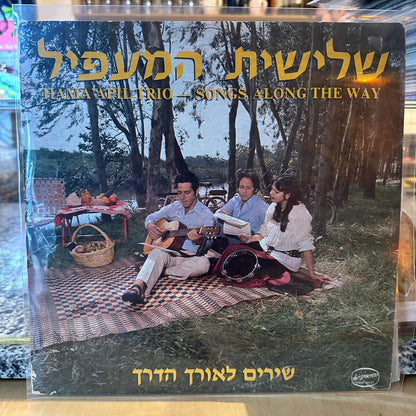 שלישית המעפיל
HAMA'APIL TRIO — SONGS ALONG THE WAY
שירים לאורך הדרך